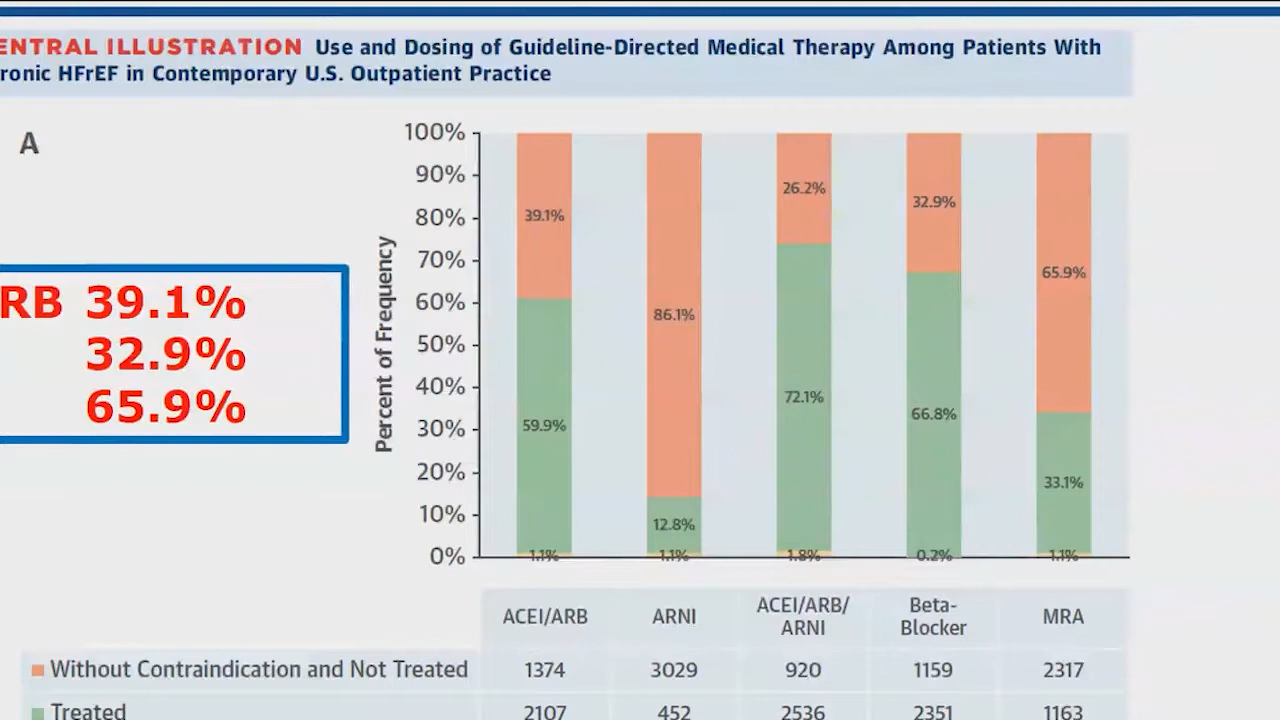 ENTRAL ILLUSTRATION Use and Dosing of Guideline-Directed Medical Therapy Among Patients With
ronic HFrEF in Contemporary U.S. Outpatient Practice
A
RB 39.1%
32.9%
65.9%
Percent of Frequency
100%
90%
80%
70%
60%
50%
40%
30%
20%
10%
0%
39.1%
59.9%
1.1%
86.1%
12.8%
1.1%
26.2%
72.1%
1.8%
32.9%
66.8%
0.2%
65.9%
33.1%
1.1%
ACEI/ARB
ARNI
ACEI/ARB/
ARNI
Beta-
Blocker
MRA
Without Contraindication and Not Treated 1374 3029 920 1159 2317
Treated 2107 452 2536 2351 1163